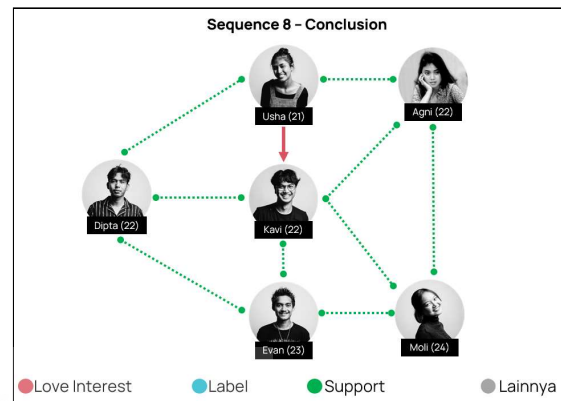 Sequence 8 – Conclusion
Usha (21)
Agni (22)
Dipta (22)
Kavi (22)
Evan (23)
Moli (24)
Love Interest
Label
Support
Lainnya